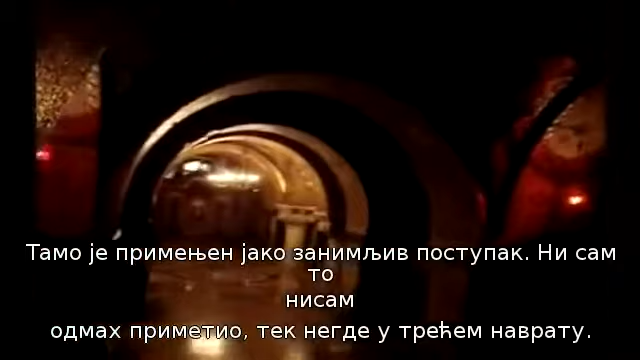 Тамо је примењен јако занимљив поступак. Ни сам
то
нисам
одмах приметио, тек негде у трећем наврату.